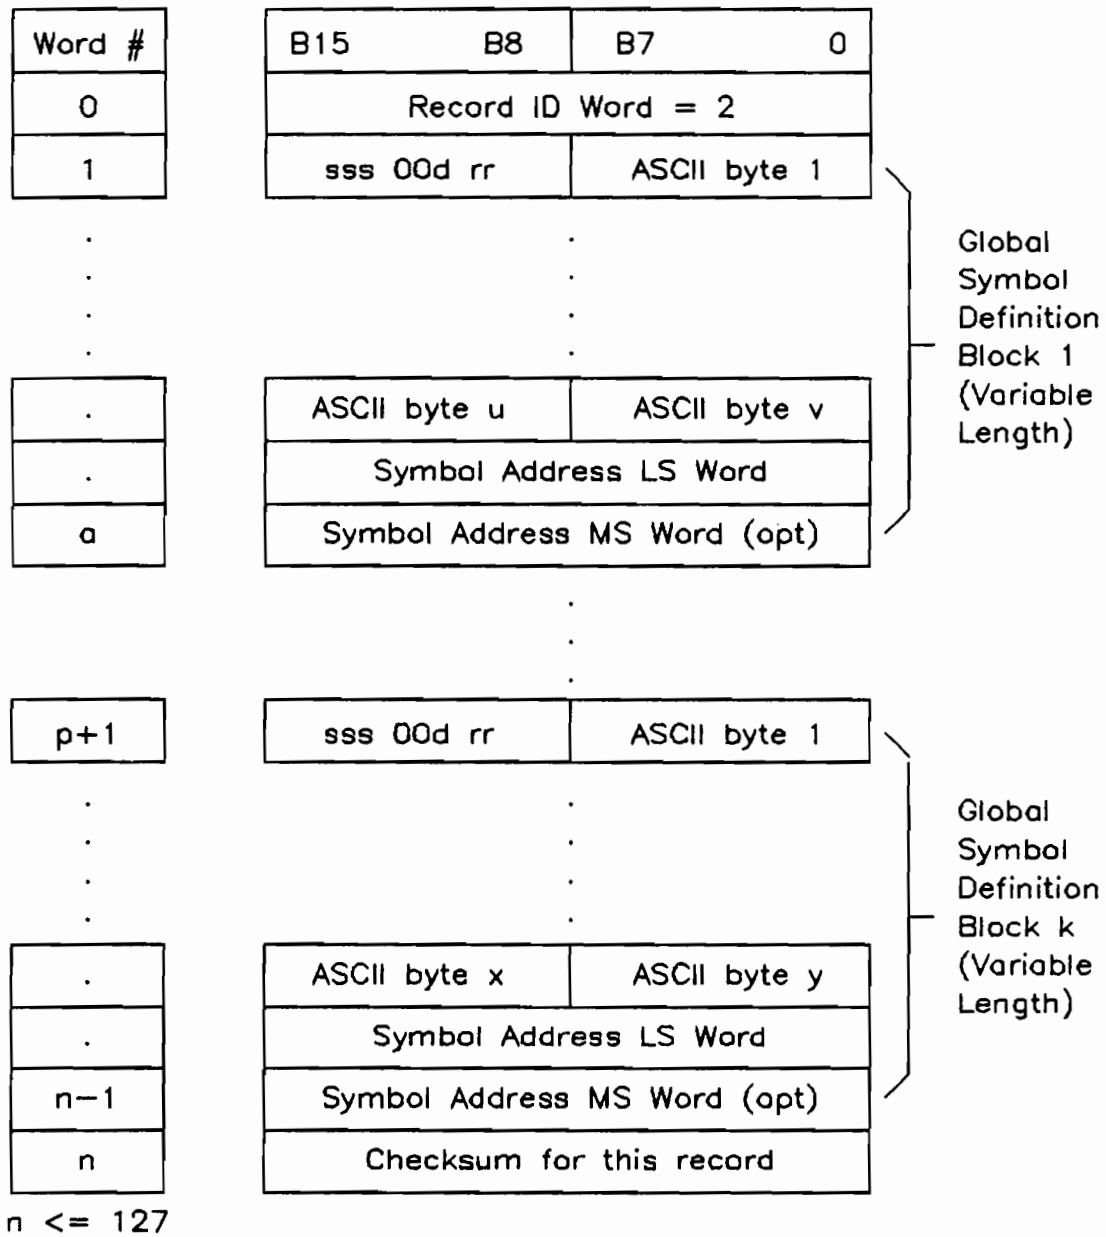 Word # B15 B8 B7 0
0 Record ID Word = 2
1 sss 00d rr ASCII byte 1
Global
Symbol
Definition
Block 1
(Variable
Length)
. ASCII byte u ASCII byte v
. Symbol Address LS Word
a Symbol Address MS Word (opt)
p+1 sss 00d rr ASCII byte 1
Global
Symbol
Definition
Block k
(Variable
Length)
. ASCII byte x ASCII byte y
. Symbol Address LS Word
n-1 Symbol Address MS Word (opt)
n Checksum for this record
n <= 127